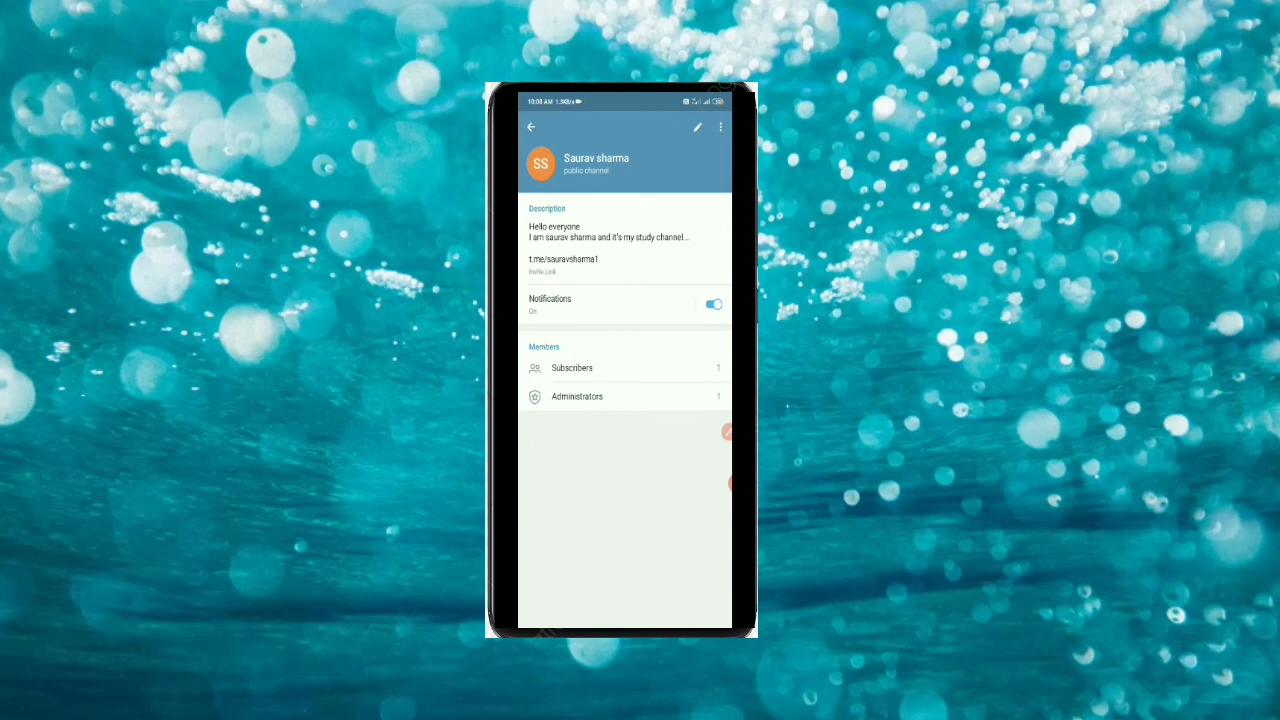 10:08 AM
SS
Saurav sharma
public channel
Description
Hello everyone
I am saurav sharma and it's my study channel...
t.me/sauravsharma1
Invite Link
Notifications
On
Members
Subscribers 1
Administrators 1